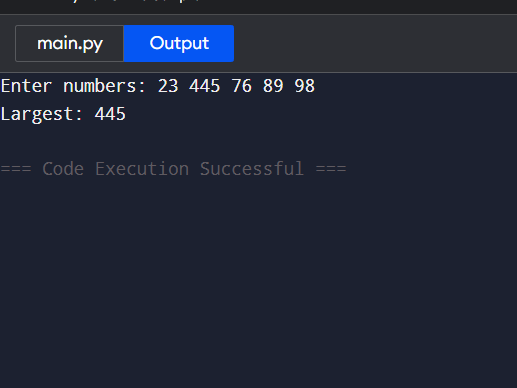 main.py Output
Enter numbers: 23 445 76 89 98
Largest: 445
=== Code Execution Successful ===